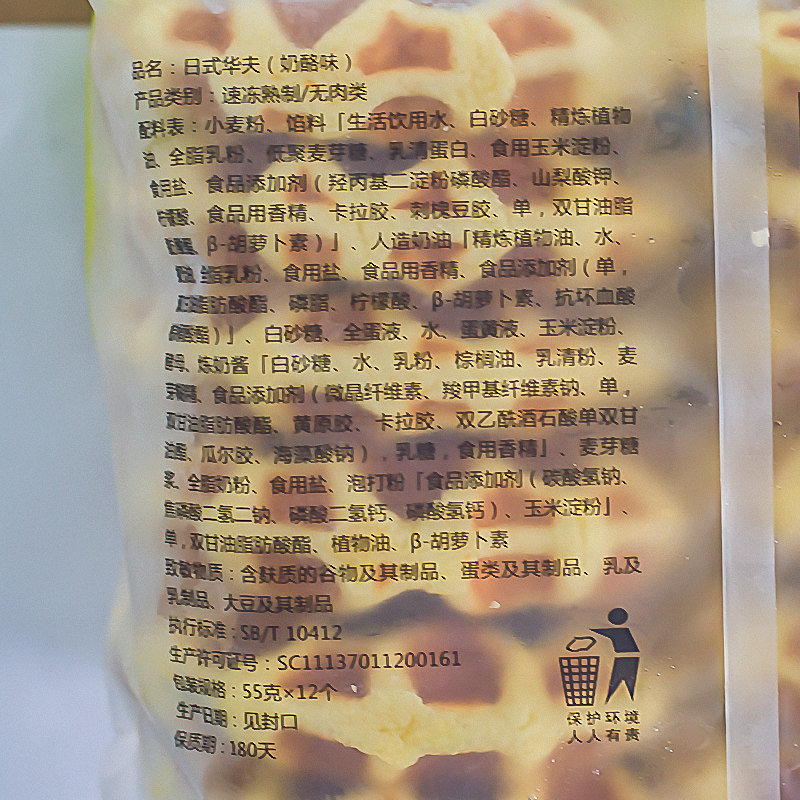 品名：日式华夫（奶酪味）
产品类别：速冻熟制/无肉类
配料表：小麦粉、馅料「生活饮用水、白砂糖、精炼植物
油、全脂乳粉、低聚麦芽糖、乳清蛋白、食用玉米淀粉、
食用盐、食品添加剂（羟丙基二淀粉磷酸酯、山梨酸钾、
柠檬酸、食品用香精、卡拉胶、刺槐豆胶、单，双甘油脂
β-胡萝卜素）」、人造奶油「精炼植物油、水、
脂乳粉、食用盐、食品用香精、食品添加剂（单，
双甘油脂肪酸酯、磷脂、柠檬酸、β-胡萝卜素、抗坏血酸
）」、白砂糖、全蛋液、水、蛋黄液、玉米淀粉、
炼奶酱「白砂糖、水、乳粉、棕榈油、乳清粉、麦
芽糖、食品添加剂（微晶纤维素、羧甲基纤维素钠、单，
双甘油脂肪酸酯、黄原胶、卡拉胶、双乙酰酒石酸单双甘
油酯、瓜尔胶、海藻酸钠），乳糖，食用香精」、麦芽糖
浆、全脂奶粉、食用盐、泡打粉「食品添加剂（碳酸氢钠、
焦磷酸二氢二钠、磷酸二氢钙、磷酸氢钙）、玉米淀粉」、
单，双甘油脂肪酸酯、植物油、β-胡萝卜素
致敏物质：含麸质的谷物及其制品、蛋类及其制品、乳及
乳制品、大豆及其制品
执行标准：SB/T 10412
生产许可证号：SC11137011200161
包装规格：55克×12个
生产日期：见封口
保质期：180天
保护环境
人人有责